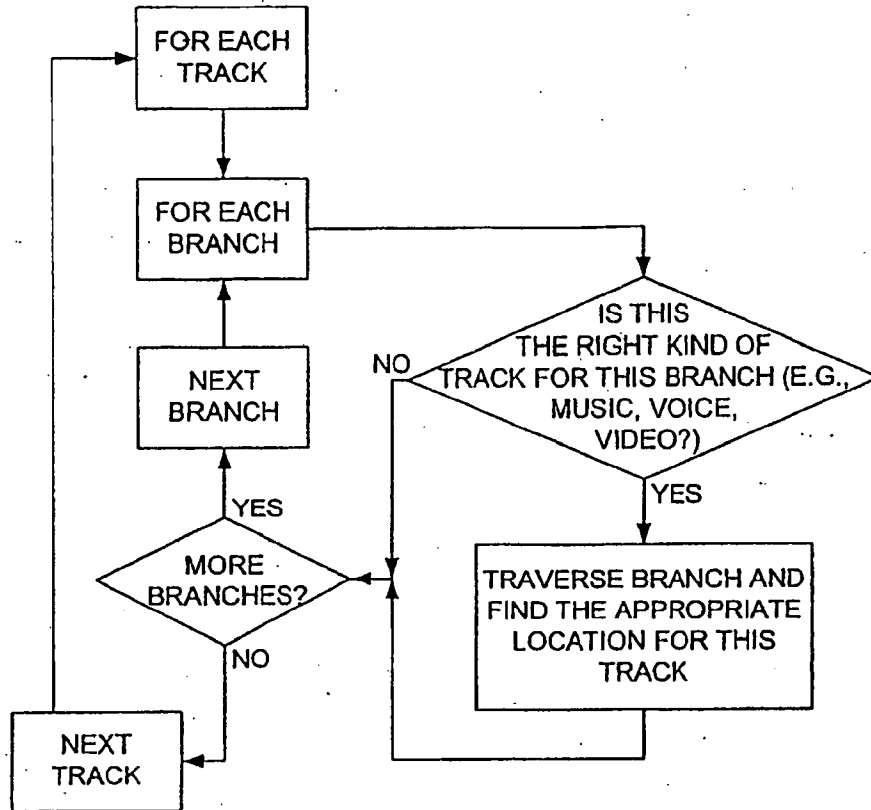 FOR EACH
TRACK
FOR EACH
BRANCH
IS THIS
THE RIGHT KIND OF
TRACK FOR THIS BRANCH (E.G.,
MUSIC, VOICE,
VIDEO?)
NO
NEXT
BRANCH
YES
YES
MORE
BRANCHES?
TRAVERSE BRANCH AND
FIND THE APPROPRIATE
LOCATION FOR THIS
TRACK
NO
NEXT
TRACK